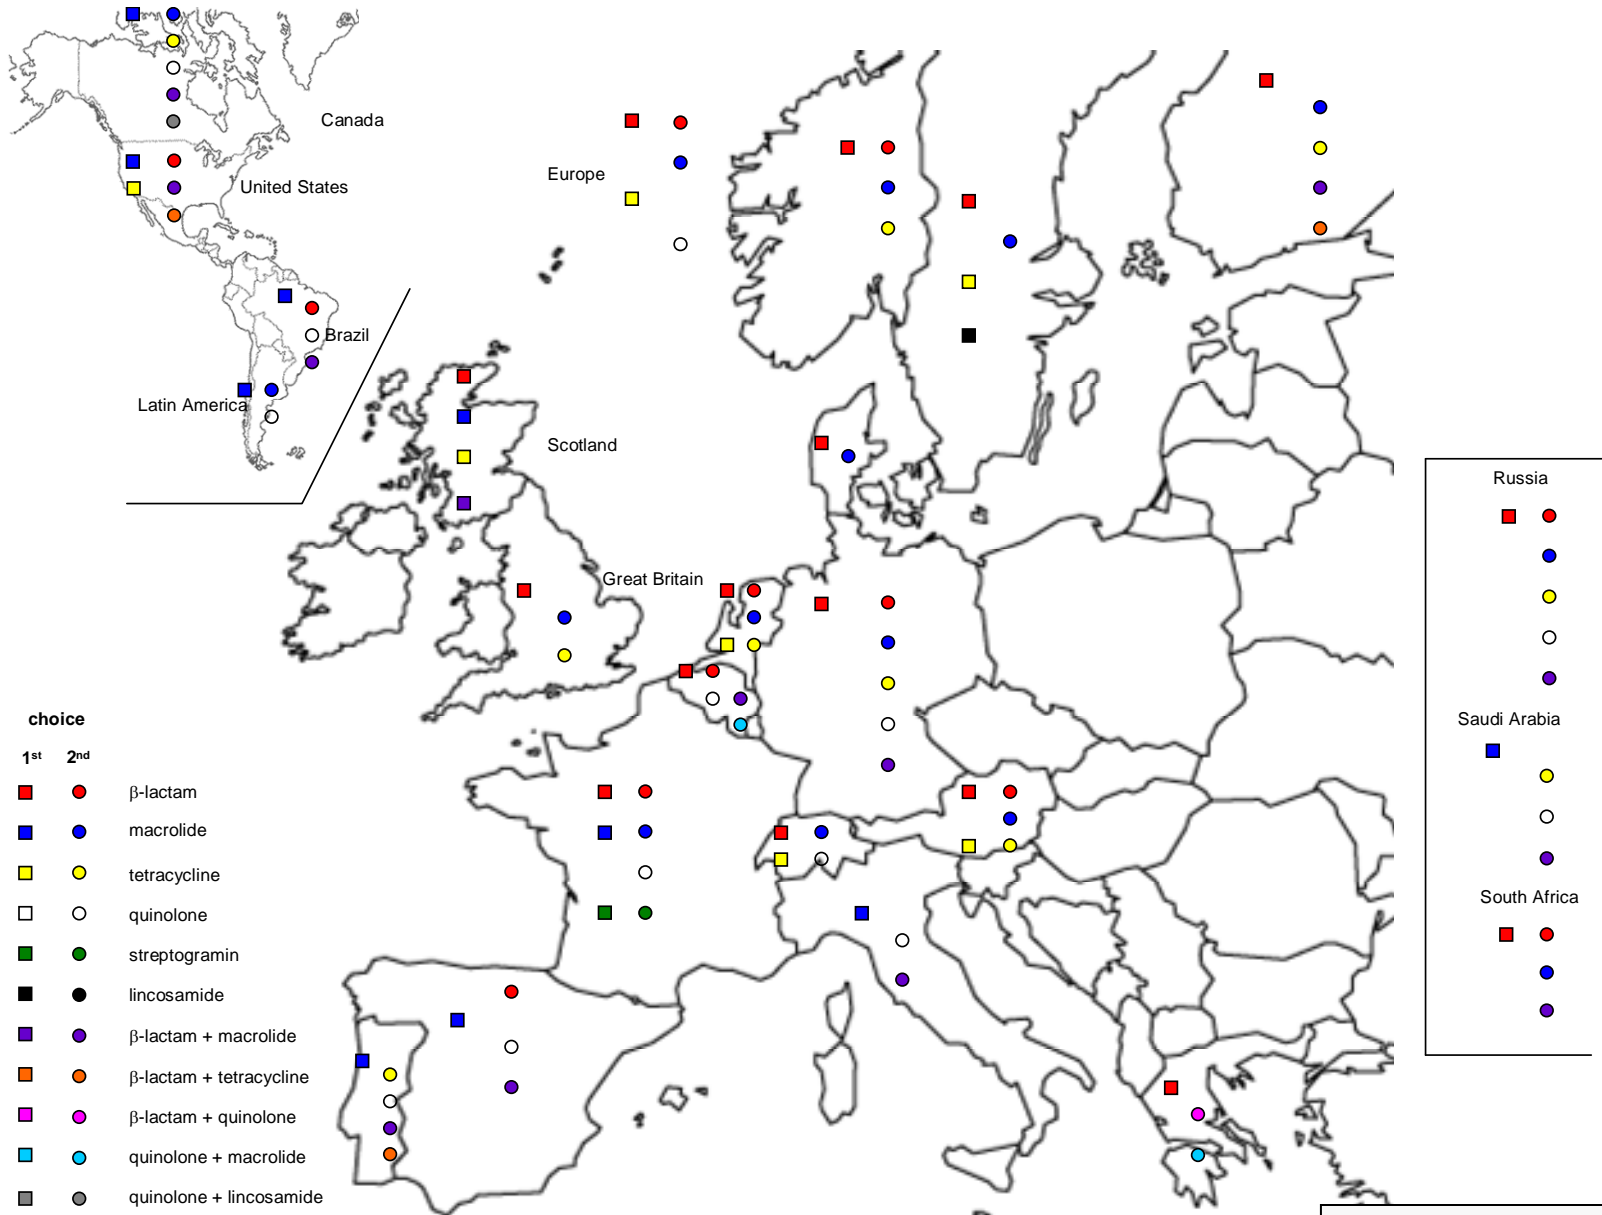 Canada
United States
Brazil
Latin America
Europe
Scotland
Great Britain
Russia
Saudi Arabia
South Africa
choice
1st 2nd
β-lactam
macrolide
tetracycline
quinolone
streptogramin
lincosamide
β-lactam + macrolide
β-lactam + tetracycline
β-lactam + quinolone
quinolone + macrolide
quinolone + lincosamide